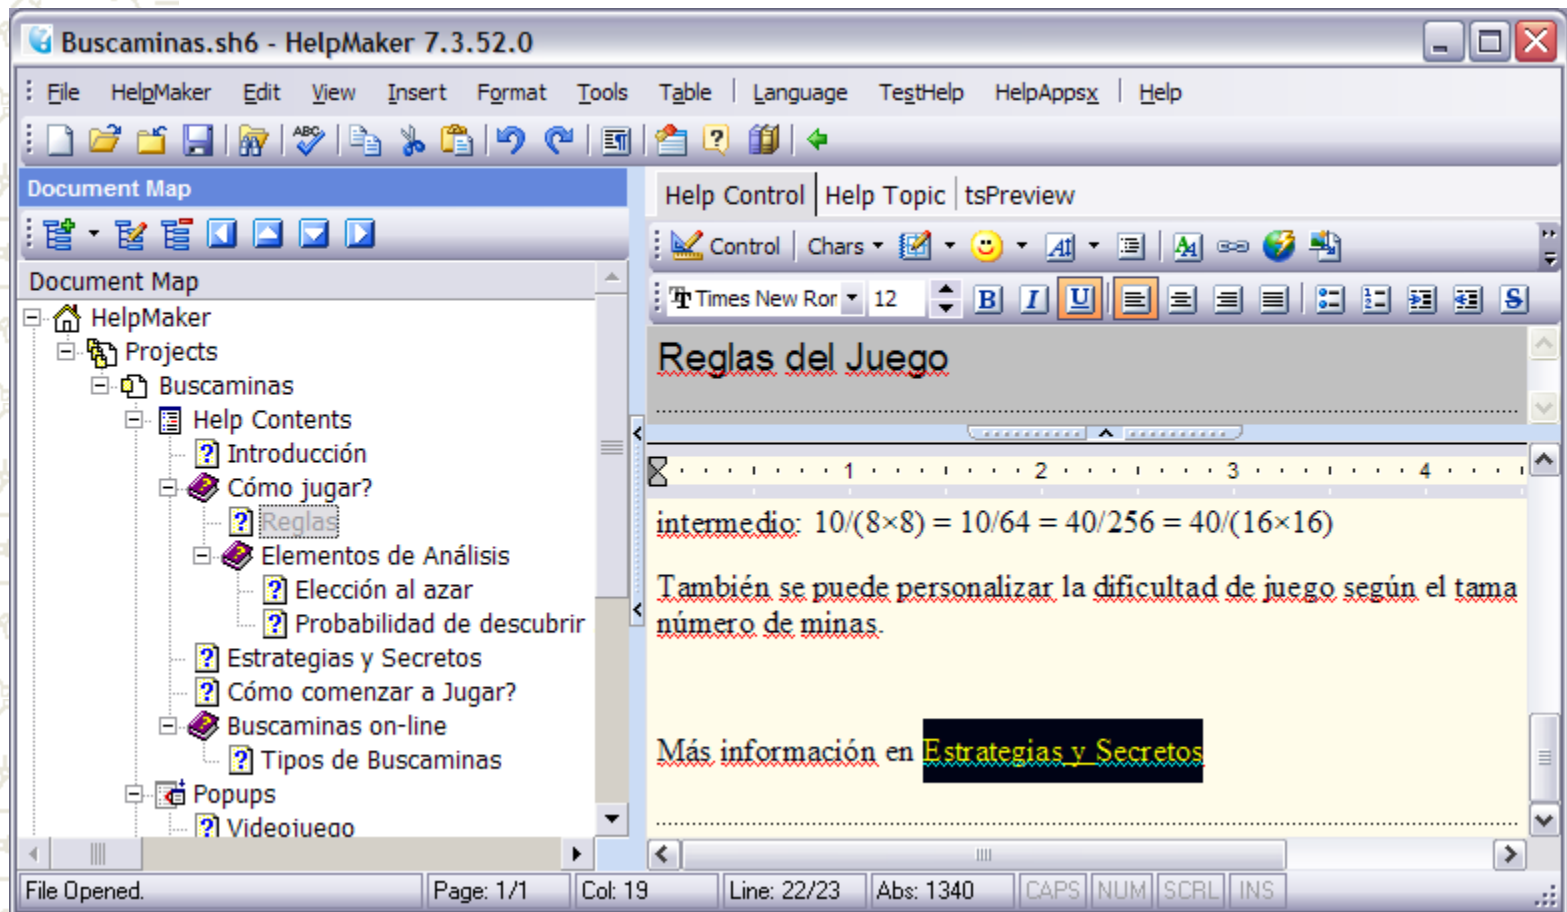 Buscaminas.sh6 - HelpMaker 7.3.52.0
File HelpMaker Edit View Insert Format Tools Table Language TestHelp HelpAppsx Help
ABC
Document Map
Help Control Help Topic tsPreview
Control Chars
Document Map
Times New Ror 12 B I U S
HelpMaker
Projects
Buscaminas
Help Contents
Introducción
Cómo jugar?
Reglas
Elementos de Análisis
Elección al azar
Probabilidad de descubrir
Estrategias y Secretos
Cómo comenzar a Jugar?
Buscaminas on-line
Tipos de Buscaminas
Popups
Videojuego
Reglas del Juego
1 2 3 4
intermedio: 10/(8×8) = 10/64 = 40/256 = 40/(16×16)
También se puede personalizar la dificultad de juego según el tama
número de minas.
Más información en Estrategias y Secretos
File Opened. Page: 1/1 Col: 19 Line: 22/23 Abs: 1340 CAPS NUM SCRL INS